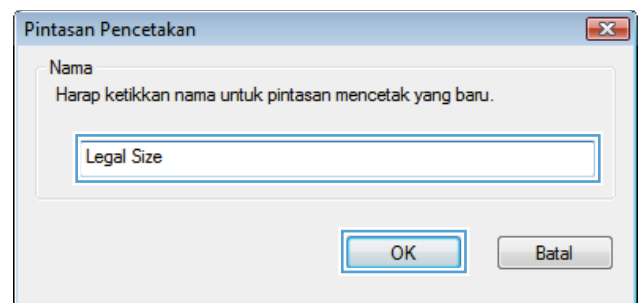 Pintasan Pencetakan
Nama
Harap ketikkan nama untuk pintasan mencetak yang baru.
Legal Size
OK
Batal